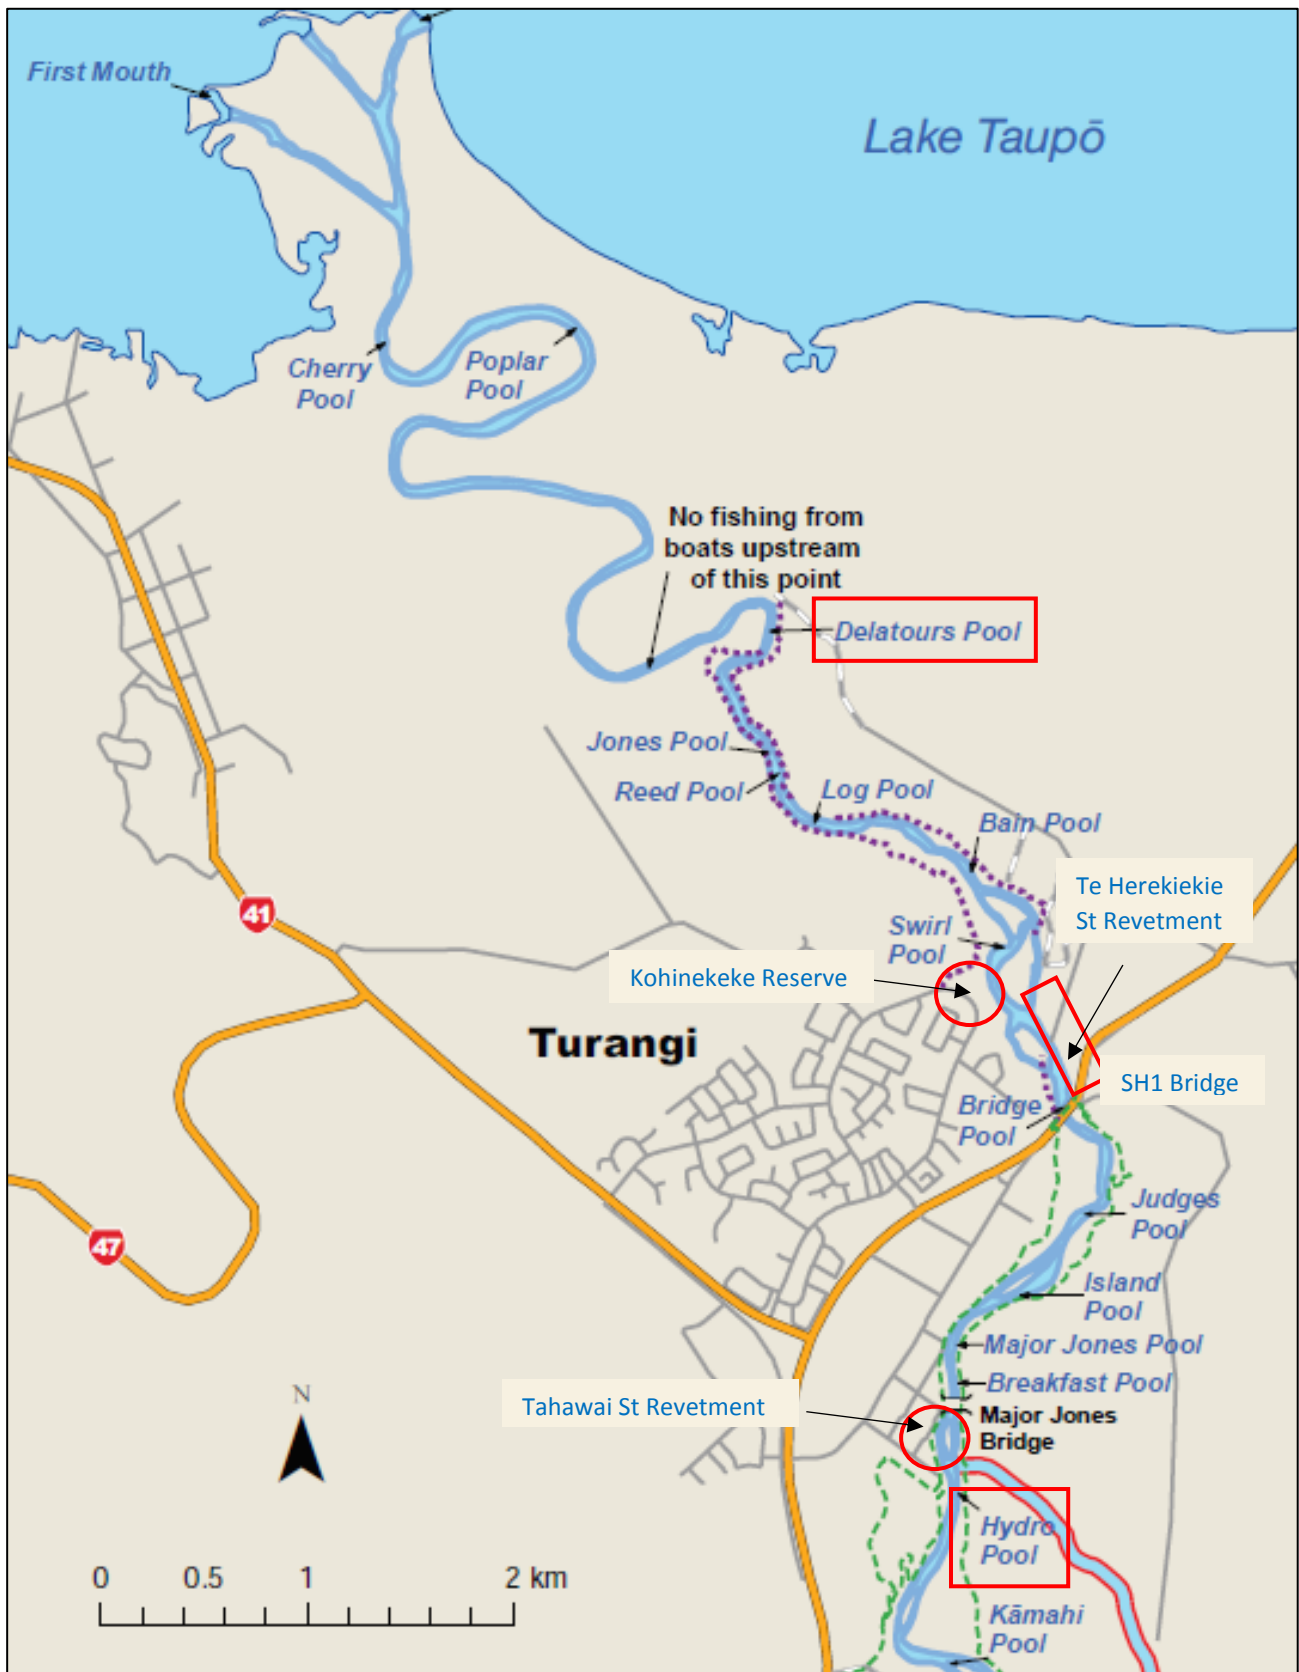 First Mouth
Lake Taupō
Cherry
Pool
Poplar
Pool
No fishing from
boats upstream
of this point
Delatours Pool
Jones Pool
Reed Pool
Log Pool
Bain Pool
Te Herekiekie
St Revetment
41
Swirl
Pool
Kohinekeke Reserve
Turangi
SH1 Bridge
Bridge
Pool
Judges
Pool
47
Island
Pool
Major Jones Pool
Breakfast Pool
Tahawai St Revetment
Major Jones
Bridge
N
Hydro
Pool
0 0.5 1 2 km
Kāmahi
Pool